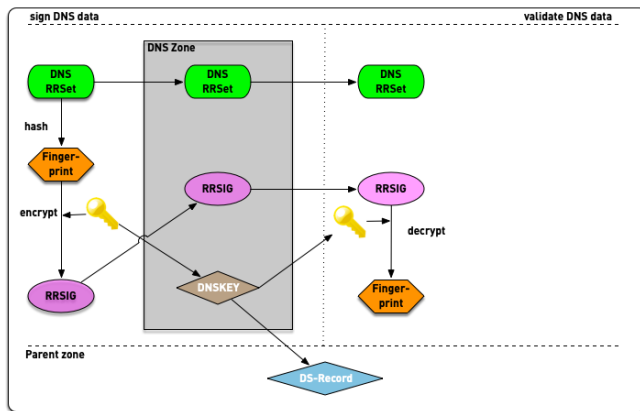 sign DNS data
validate DNS data
DNS Zone
DNS
RRSet
DNS
RRSet
DNS
RRSet
hash
Finger-
print
RRSIG
RRSIG
encrypt
decrypt
RRSIG
DNSKEY
Finger-
print
Parent zone
DS-Record